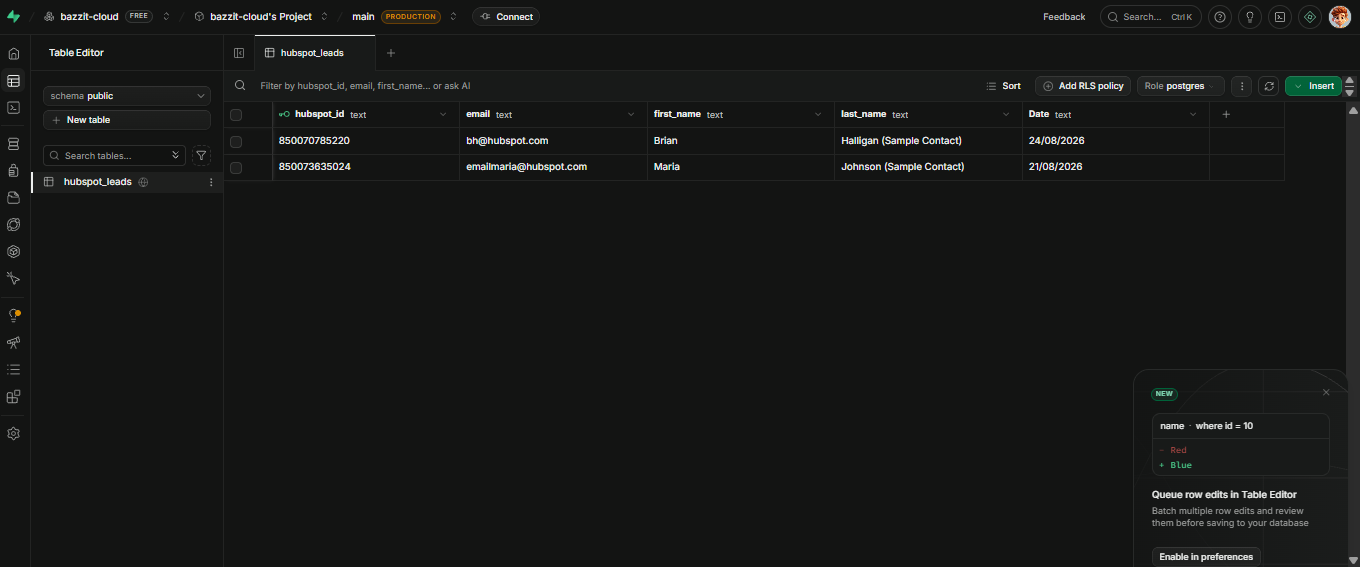 bazzit-cloud FREE bazzit-cloud's Project main PRODUCTION Connect Feedback Search... Ctrl K
Table Editor
hubspot_leads
schema public
New table
Search tables...
hubspot_leads
Filter by hubspot_id, email, first_name... or ask AI Sort Add RLS policy Role postgres Insert
hubspot_id text email text first_name text last_name text Date text
850070785220 bh@hubspot.com Brian Halligan (Sample Contact) 24/08/2026
850073635024 emailmaria@hubspot.com Maria Johnson (Sample Contact) 21/08/2026
NEW
name · where id = 10
- Red
+ Blue
Queue row edits in Table Editor
Batch multiple row edits and review
them before saving to your database
Enable in preferences